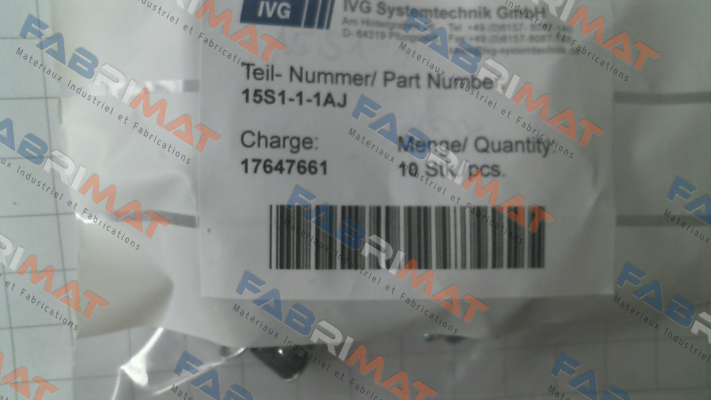 IVG
IVG Systemtechnik GmbH
Teil- Nummer/ Part Number
15S1-1-1AJ
Charge:
17647661
Menge/ Quantity:
10 Stk/ pcs.
FABRIMAT
Materiaux Industriel et Fabrications